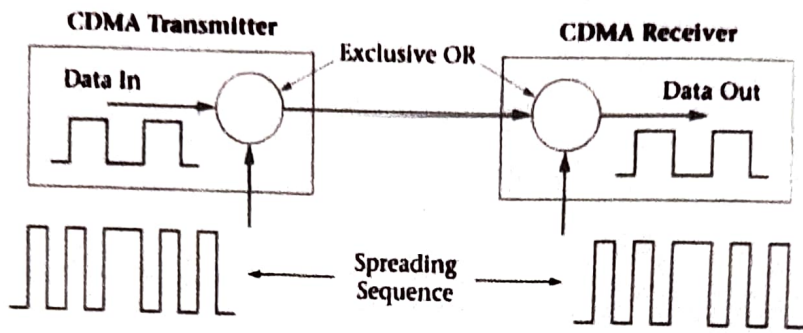 CDMA Transmitter
CDMA Receiver
Exclusive OR
Data In
Data Out
Spreading
Sequence